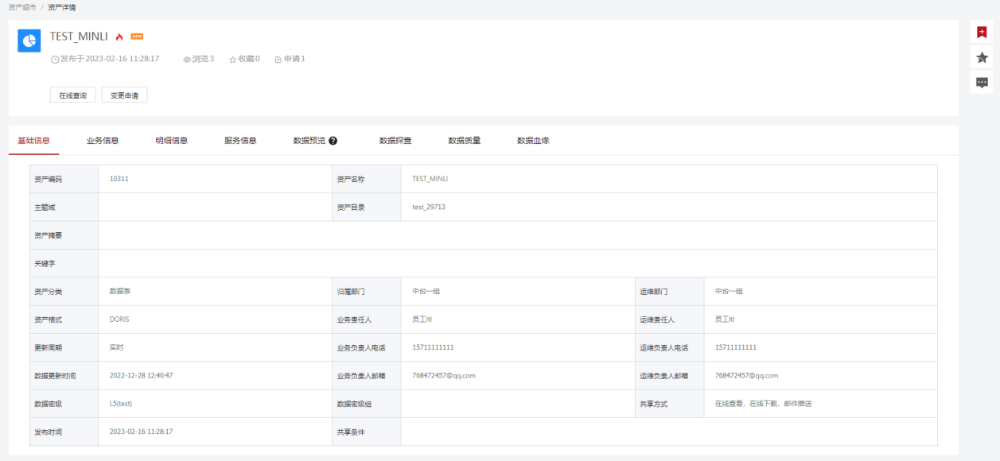 资产超市 / 资产详情
TEST_MINLI NEW
发布于2023-02-16 11:28:17 浏览3 收藏0 申请1
在线查询 变更申请
基础信息 业务信息 明细信息 服务信息 数据预览 ? 数据探查 数据质量 数据血缘
资产编码 10311 资产名称 TEST_MINLI
主题域 资产目录 test_29713
资产摘要
关键字
资产分类 数据表 归属部门 中台一组 运维部门 中台一组
资产格式 DORIS 业务责任人 员工ltl 运维责任人 员工ltl
更新周期 实时 业务负责人电话 15711111111 运维负责人电话 15711111111
数据更新时间 2022-12-28 12:40:47 业务负责人邮箱 768472457@qq.com 运维负责人邮箱 768472457@qq.com
数据密级 L5(test) 数据密级组 共享方式 在线查看，在线下载，邮件推送
发布时间 2023-02-16 11:28:17 共享条件